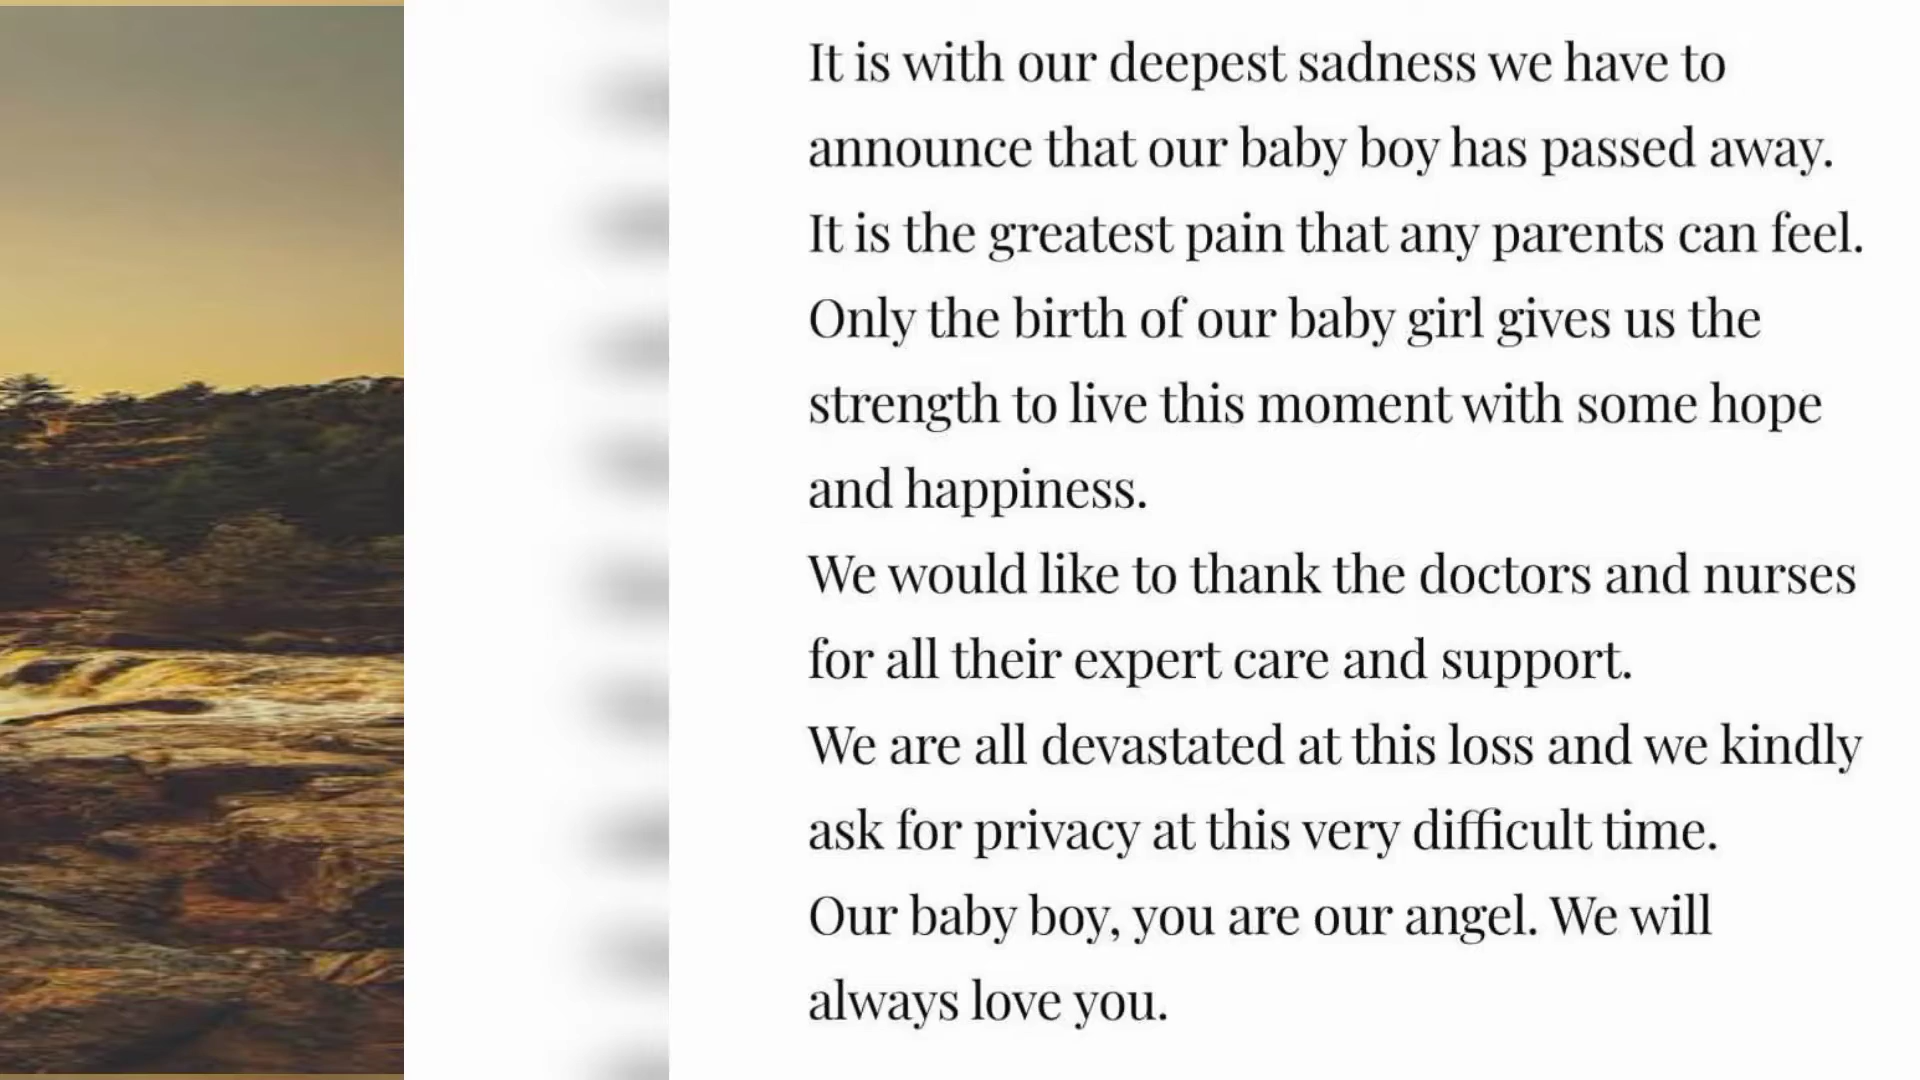 It is with our deepest sadness we have to
announce that our baby boy has passed away.
It is the greatest pain that any parents can feel.
Only the birth of our baby girl gives us the
strength to live this moment with some hope
and happiness.
We would like to thank the doctors and nurses
for all their expert care and support.
We are all devastated at this loss and we kindly
ask for privacy at this very difficult time.
Our baby boy, you are our angel. We will
always love you.